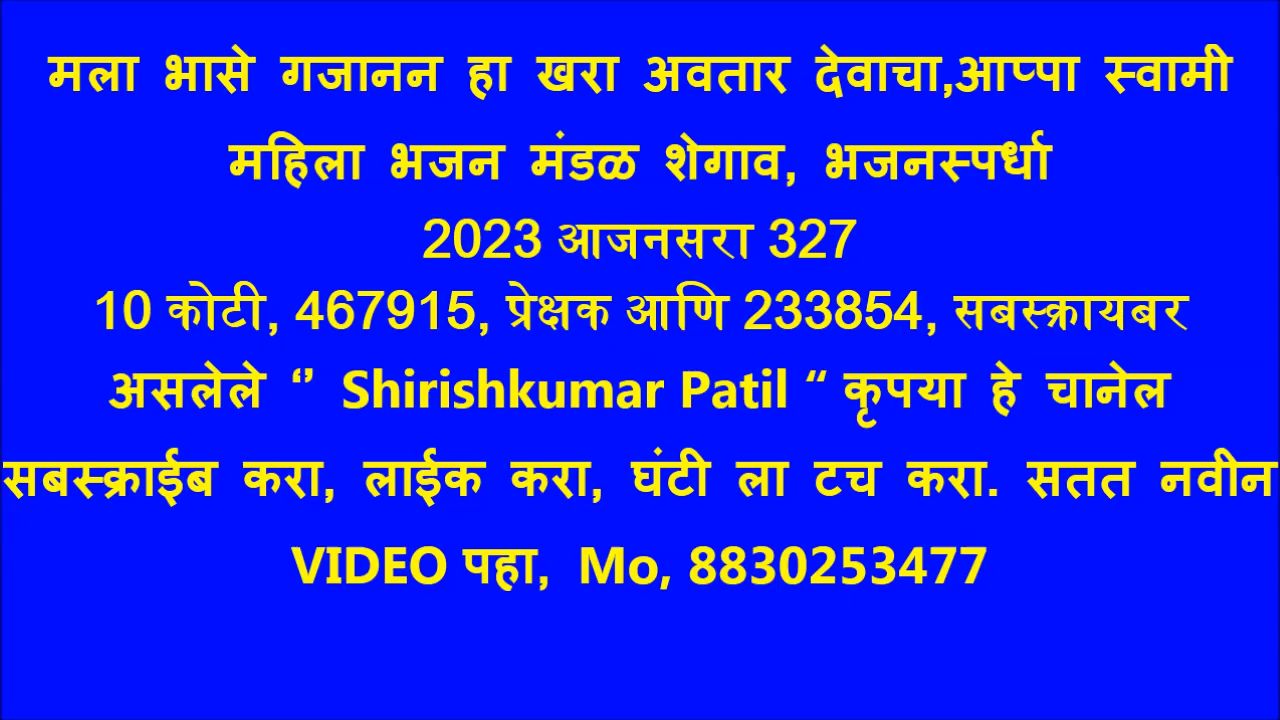 मला भासे गजानन हा खरा अवतार देवाचा,आप्पा स्वामी
महिला भजन मंडळ शेगाव, भजनस्पर्धा
2023 आजनसरा 327
10 कोटी, 467915, प्रेक्षक आणि 233854, सबस्क्रायबर
असलेले ‘’ Shirishkumar Patil “ कृपया हे चानेल
सबस्क्राईब करा, लाईक करा, घंटी ला टच करा. सतत नवीन
VIDEO पहा, Mo, 8830253477